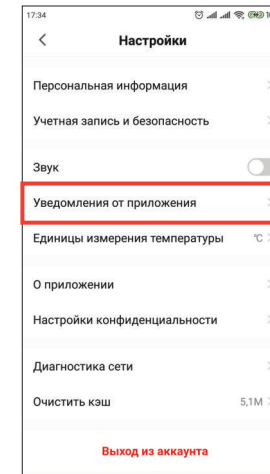 17:34
Настройки
Персональная информация
Учетная запись и безопасность
Звук
Уведомления от приложения
Единицы измерения температуры °C
О приложении
Настройки конфиденциальности
Диагностика сети
Очистить кэш 5,1M
Выход из аккаунта